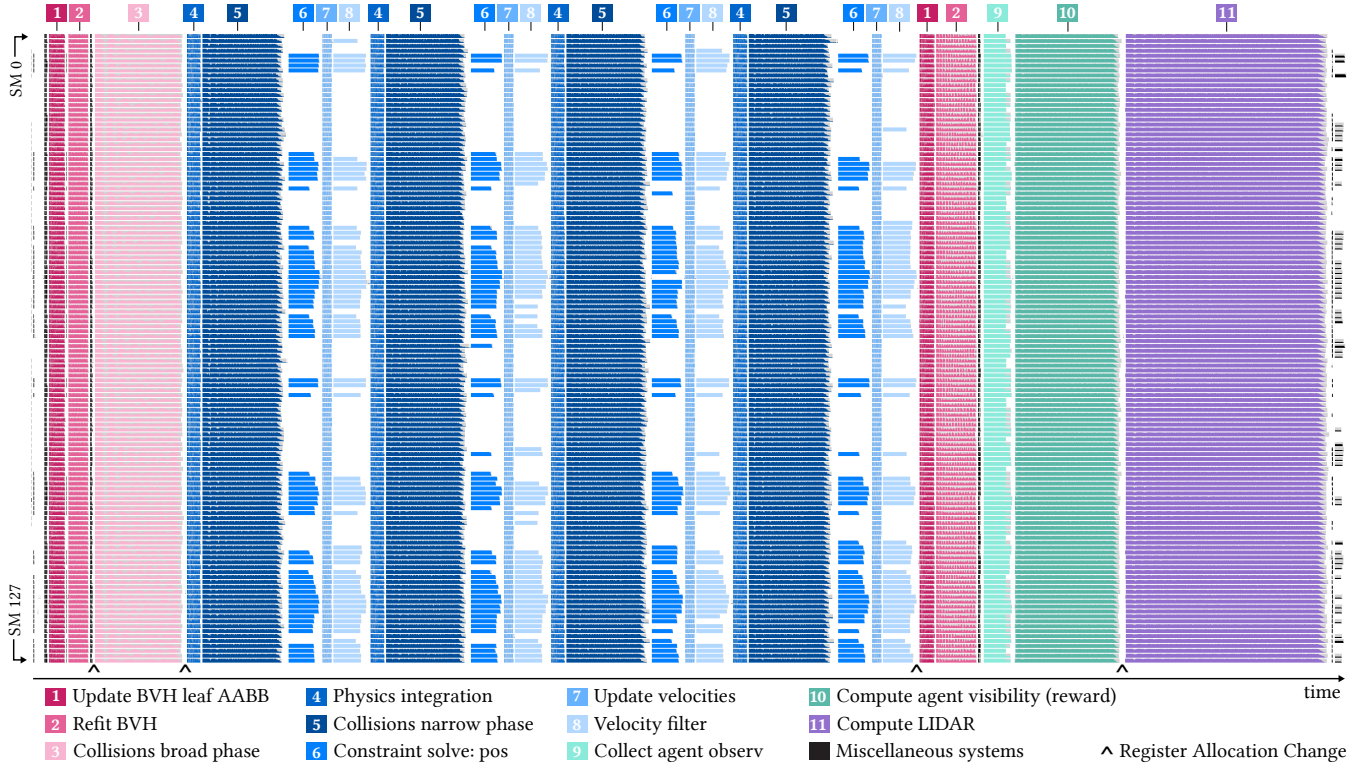 1 2 3 4 5 6 7 8 4 5 6 7 8 4 5 6 7 8 4 5 6 7 8 1 2 9 10 11
SM 0
SM 127
^ ^ ^ ^
time
1 Update BVH leaf AABB
2 Refit BVH
3 Collisions broad phase
4 Physics integration
5 Collisions narrow phase
6 Constraint solve: pos
7 Update velocities
8 Velocity filter
9 Collect agent observ
10 Compute agent visibility (reward)
11 Compute LIDAR
Miscellaneous systems
^ Register Allocation Change